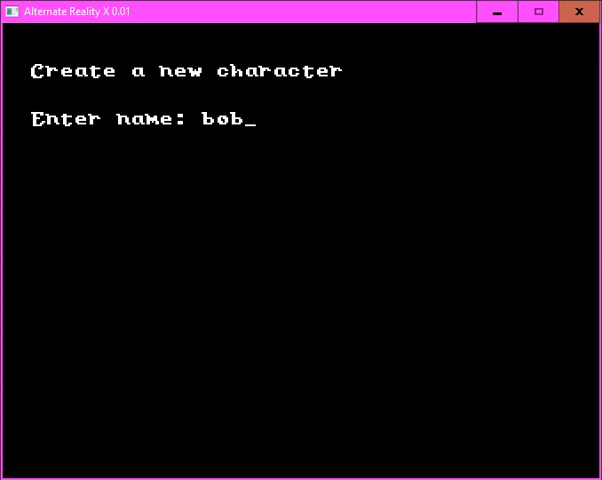 Alternate Reality X 0.01
Create a new character
Enter name: bob_